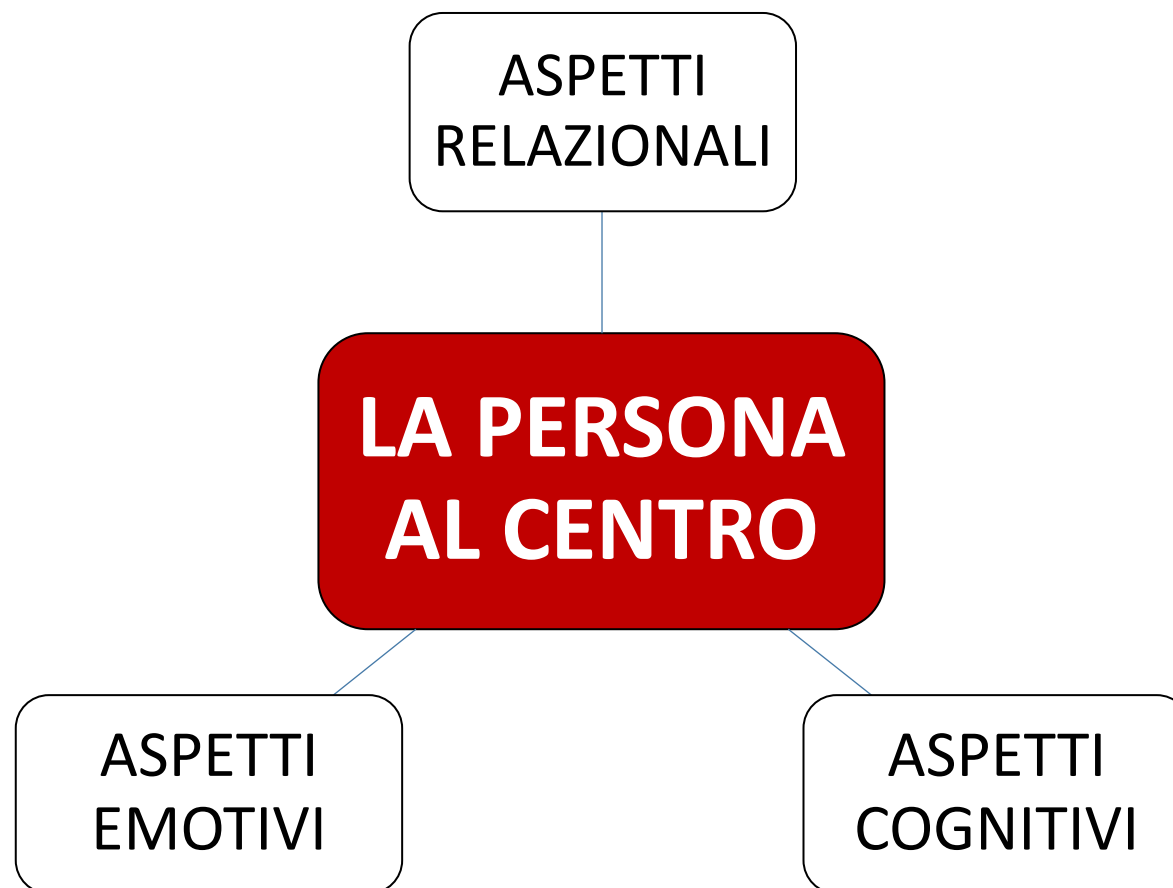 ASPETTI
RELAZIONALI
LA PERSONA
AL CENTRO
ASPETTI
EMOTIVI
ASPETTI
COGNITIVI